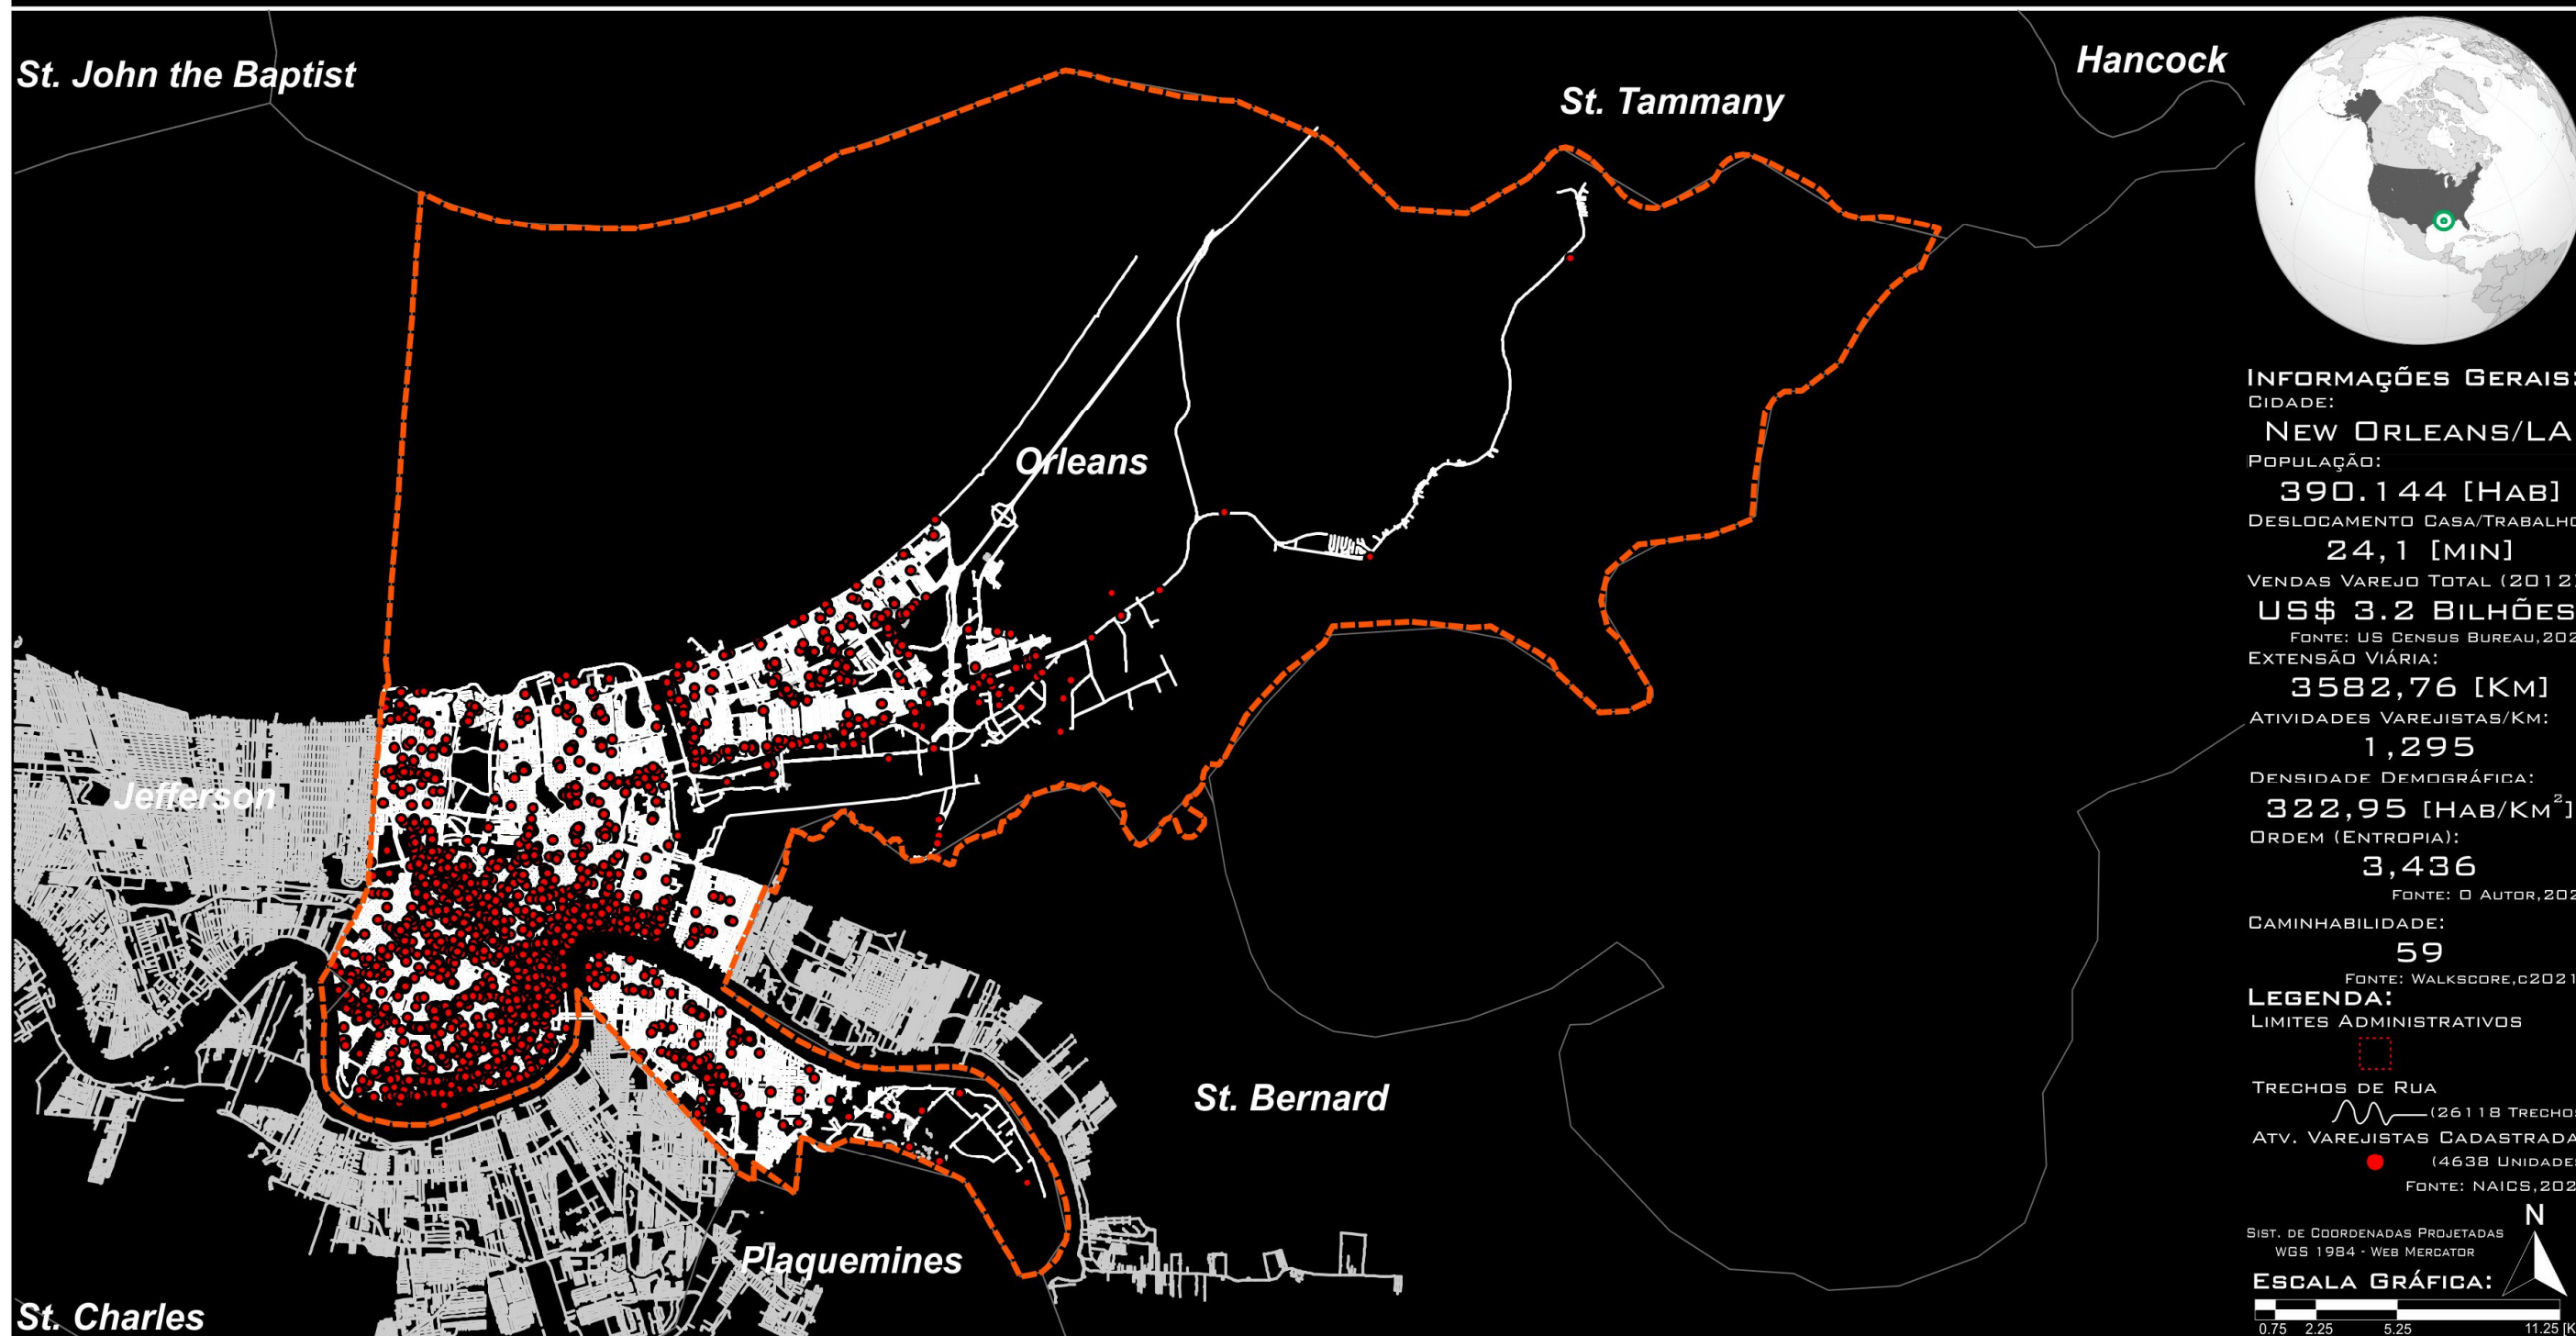 St. John the Baptist
Hancock
St. Tammany
Orleans
Jefferson
St. Bernard
Plaquemines
St. Charles
Informações Gerais:
Cidade:
New Orleans/LA
População:
390.144 [Hab]
Deslocamento Casa/Trabalho
24,1 [min]
Vendas Varejo Total (2012)
US$ 3.2 Bilhões
Fonte: US Census Bureau,202
Extensão Viária:
3582,76 [Km]
Atividades Varejistas/Km:
1,295
Densidade Demográfica:
322,95 [Hab/Km²]
Ordem (Entropia):
3,436
Fonte: O Autor,202
Caminhabilidade:
59
Fonte: Walkscore,c2021
Legenda:
Limites Administrativos
Trechos de Rua
(26118 Trechos
Atv. Varejistas Cadastrada
(4638 Unidades
Fonte: NAICS,202
N
Sist. de Coordenadas Projetadas
WGS 1984 - Web Mercator
Escala Gráfica:
0.75 2.25 5.25 11.25 [K